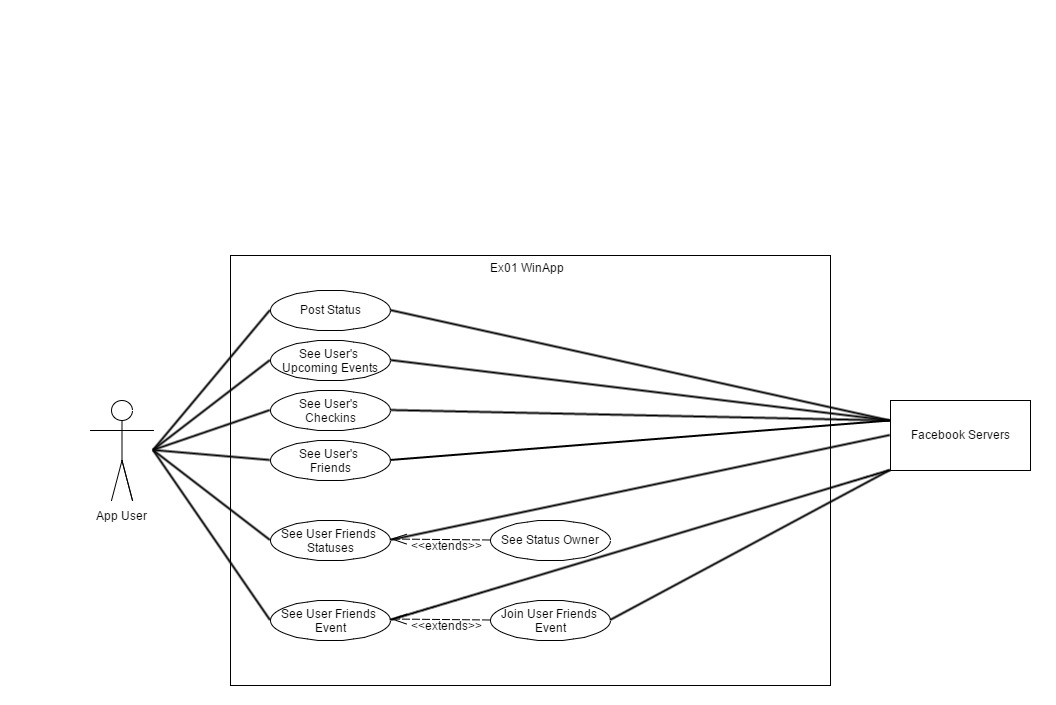 Ex01 WinApp
Post Status
See User's
Upcoming Events
See User's
Checkins
See User's
Friends
Facebook Servers
App User
See User Friends
Statuses
<<extends>>
See Status Owner
See User Friends
Event
<<extends>>
Join User Friends
Event